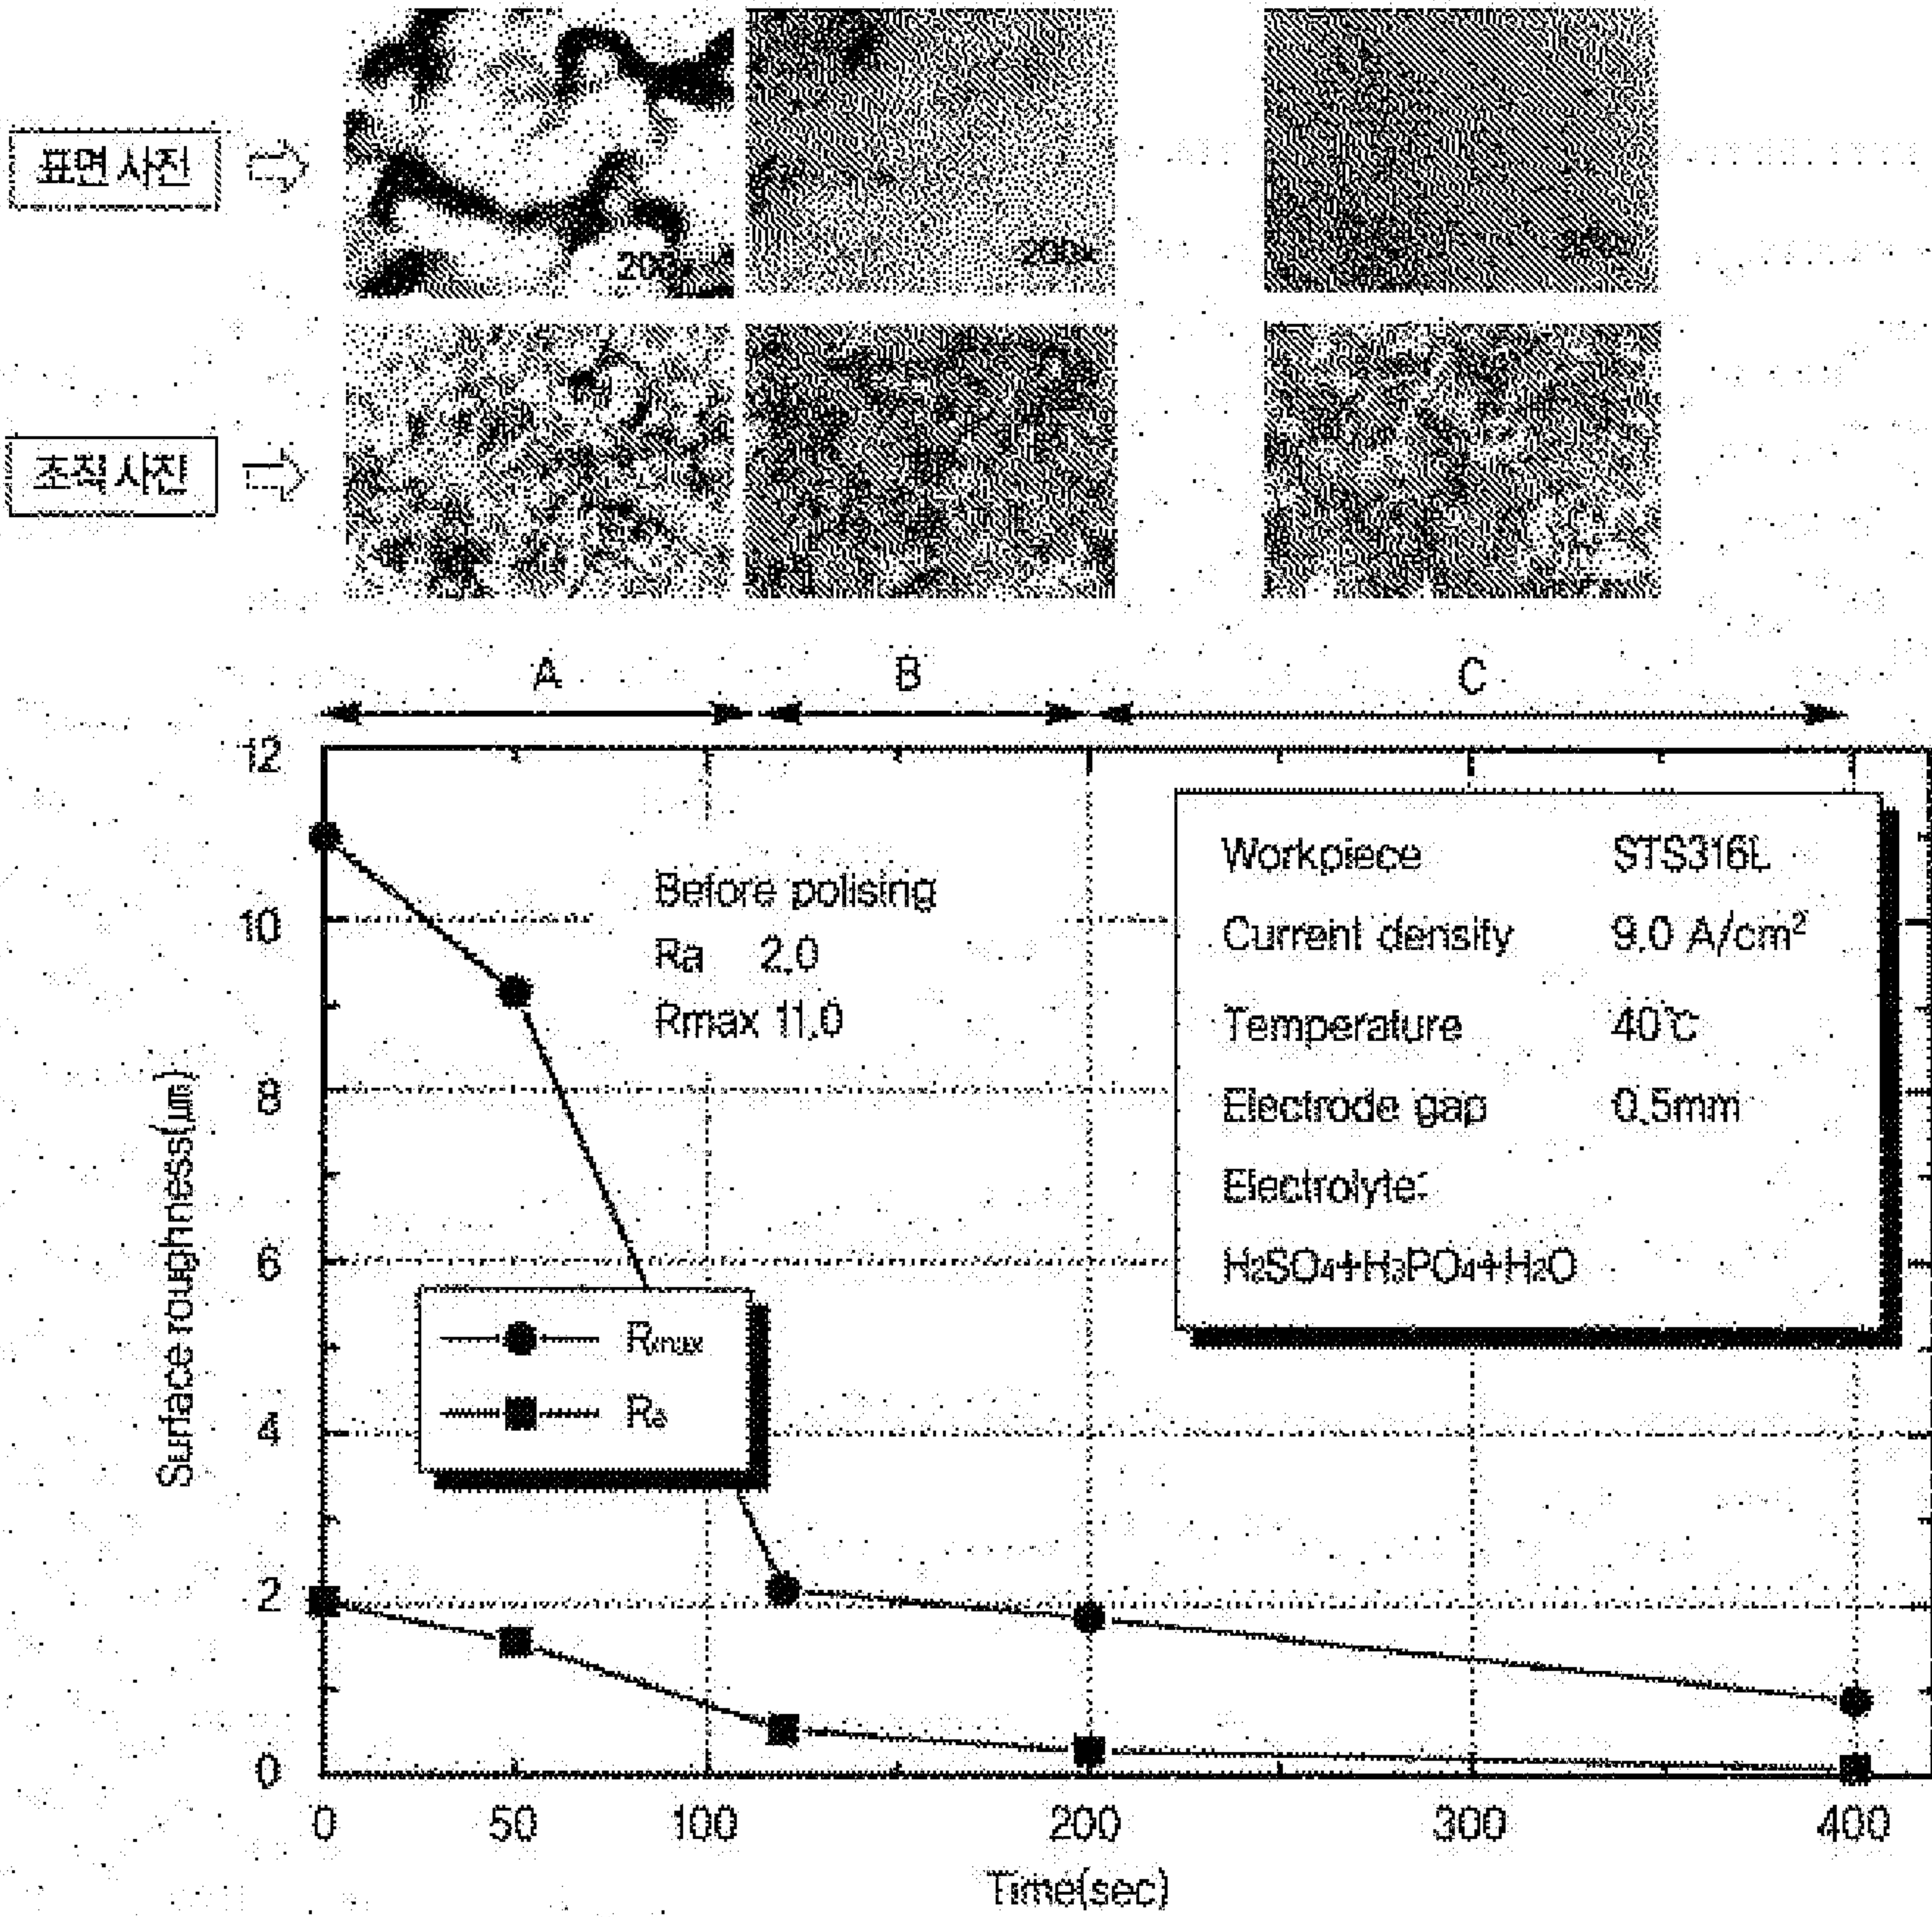 표면 사진
200x
200x
조직 사진
A
B
C
12
10
8
6
4
2
0
Surface roughness(㎛)
Before polising
Ra 2.0
Rmax 11.0
Workpiece STS316L
Current density 9.0 A/cm²
Temperature 40℃
Electrode gap 0.5mm
Electrolyte:
H₂SO₄+H₃PO₄+H₂O
Rmax
Ra
0 50 100 200 300 400
Time(sec)